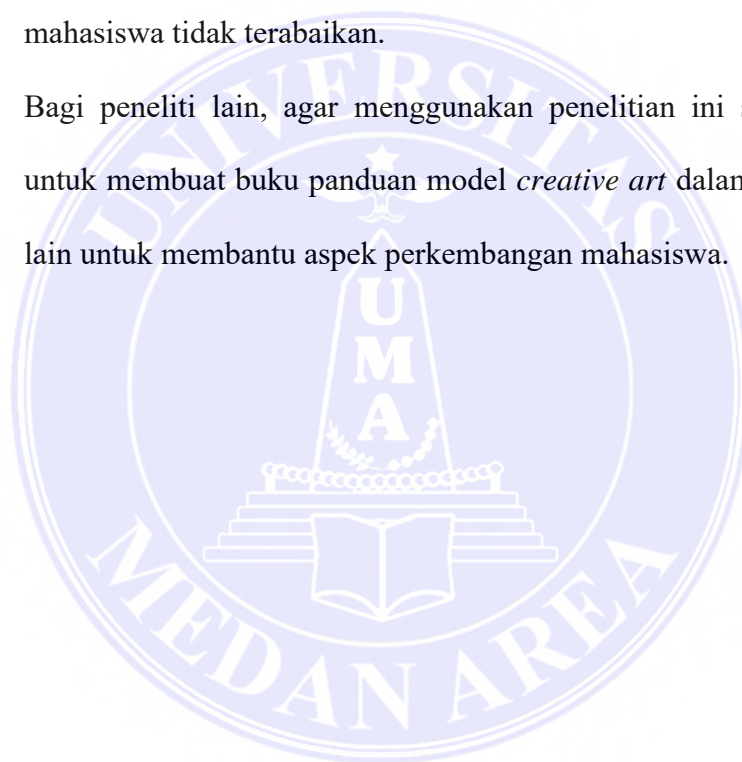 mahasiswa tidak terabaikan.
Bagi peneliti lain, agar menggunakan penelitian ini
untuk membuat buku panduan model creative art
lain untuk membantu aspek perkembangan mahasiswa.
UNIVERSITAS
UMA
MEDAN AREA